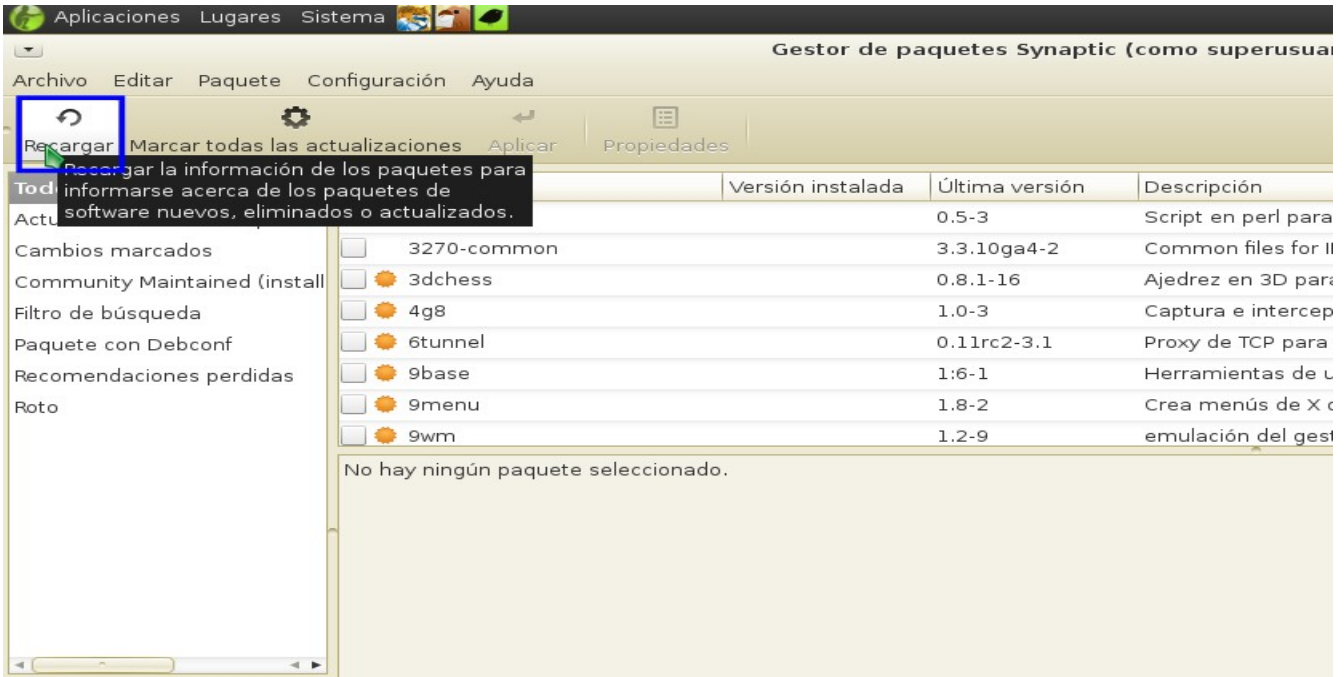 Aplicaciones Lugares Sistema
Gestor de paquetes Synaptic (como superusuar
Archivo Editar Paquete Configuración Ayuda
Recargar Marcar todas las actualizaciones Aplicar Propiedades
Recargar la información de los paquetes para
informarse acerca de los paquetes de
software nuevos, eliminados o actualizados.
Tod
Versión instalada Última versión Descripción
Actu
0.5-3 Script en perl para
Cambios marcados
3270-common 3.3.10ga4-2 Common files for I
Community Maintained (install
3dchess 0.8.1-16 Ajedrez en 3D para
Filtro de búsqueda
4g8 1.0-3 Captura e intercep
Paquete con Debconf
6tunnel 0.11rc2-3.1 Proxy de TCP para
Recomendaciones perdidas
9base 1:6-1 Herramientas de u
Roto
9menu 1.8-2 Crea menús de X
9wm 1.2-9 emulación del gest
No hay ningún paquete seleccionado.